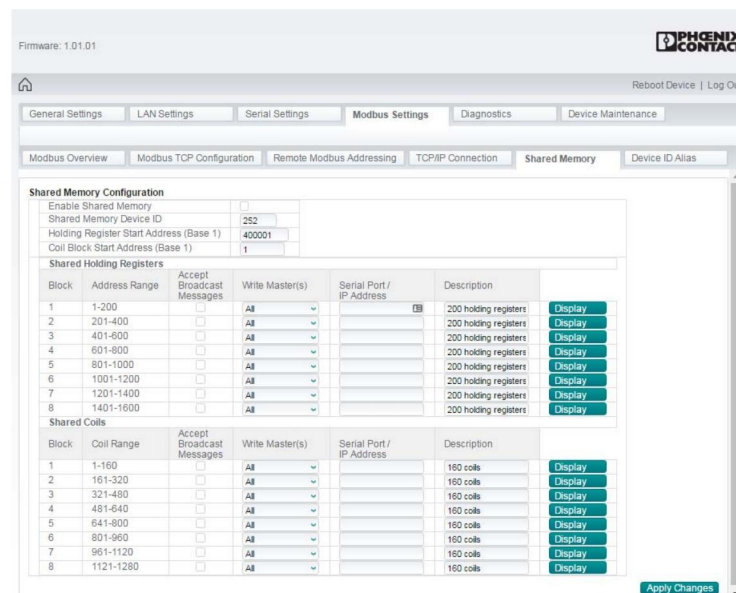 Firmware: 1.01.01
PHŒNIX
CONTACT
Reboot Device | Log Ou
General Settings LAN Settings Serial Settings Modbus Settings Diagnostics Device Maintenance
Modbus Overview Modbus TCP Configuration Remote Modbus Addressing TCP/IP Connection Shared Memory Device ID Alias
Shared Memory Configuration
Enable Shared Memory
Shared Memory Device ID 252
Holding Register Start Address (Base 1) 400001
Coil Block Start Address (Base 1) 1
Shared Holding Registers
Block Address Range Accept Broadcast Messages Write Master(s) Serial Port / IP Address Description
1 1-200 All 200 holding registers Display
2 201-400 All 200 holding registers Display
3 401-600 All 200 holding registers Display
4 601-800 All 200 holding registers Display
5 801-1000 All 200 holding registers Display
6 1001-1200 All 200 holding registers Display
7 1201-1400 All 200 holding registers Display
8 1401-1600 All 200 holding registers Display
Shared Coils
Block Coil Range Accept Broadcast Messages Write Master(s) Serial Port / IP Address Description
1 1-160 All 160 coils Display
2 161-320 All 160 coils Display
3 321-480 All 160 coils Display
4 481-640 All 160 coils Display
5 641-800 All 160 coils Display
6 801-960 All 160 coils Display
7 961-1120 All 160 coils Display
8 1121-1280 All 160 coils Display
Apply Changes